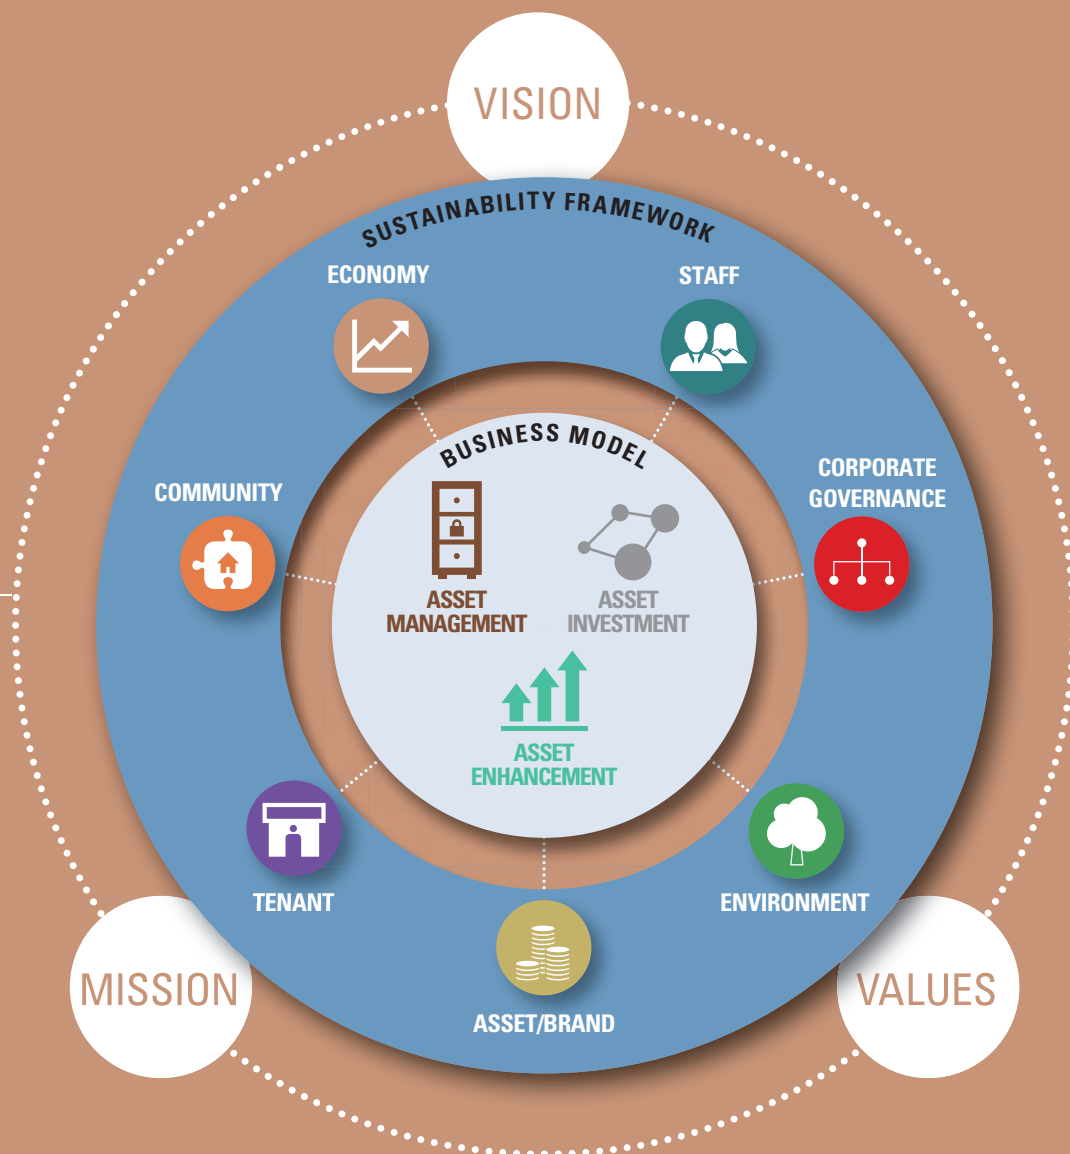 VISION
SUSTAINABILITY FRAMEWORK
ECONOMY
STAFF
BUSINESS MODEL
COMMUNITY
CORPORATE
GOVERNANCE
ASSET
MANAGEMENT
ASSET
INVESTMENT
ASSET
ENHANCEMENT
TENANT
ENVIRONMENT
MISSION
VALUES
ASSET/BRAND